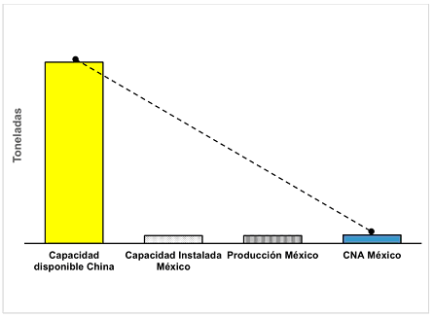 Toneladas
Capacidad
disponible China
Capacidad Instalada
México
Producción México
CNA México